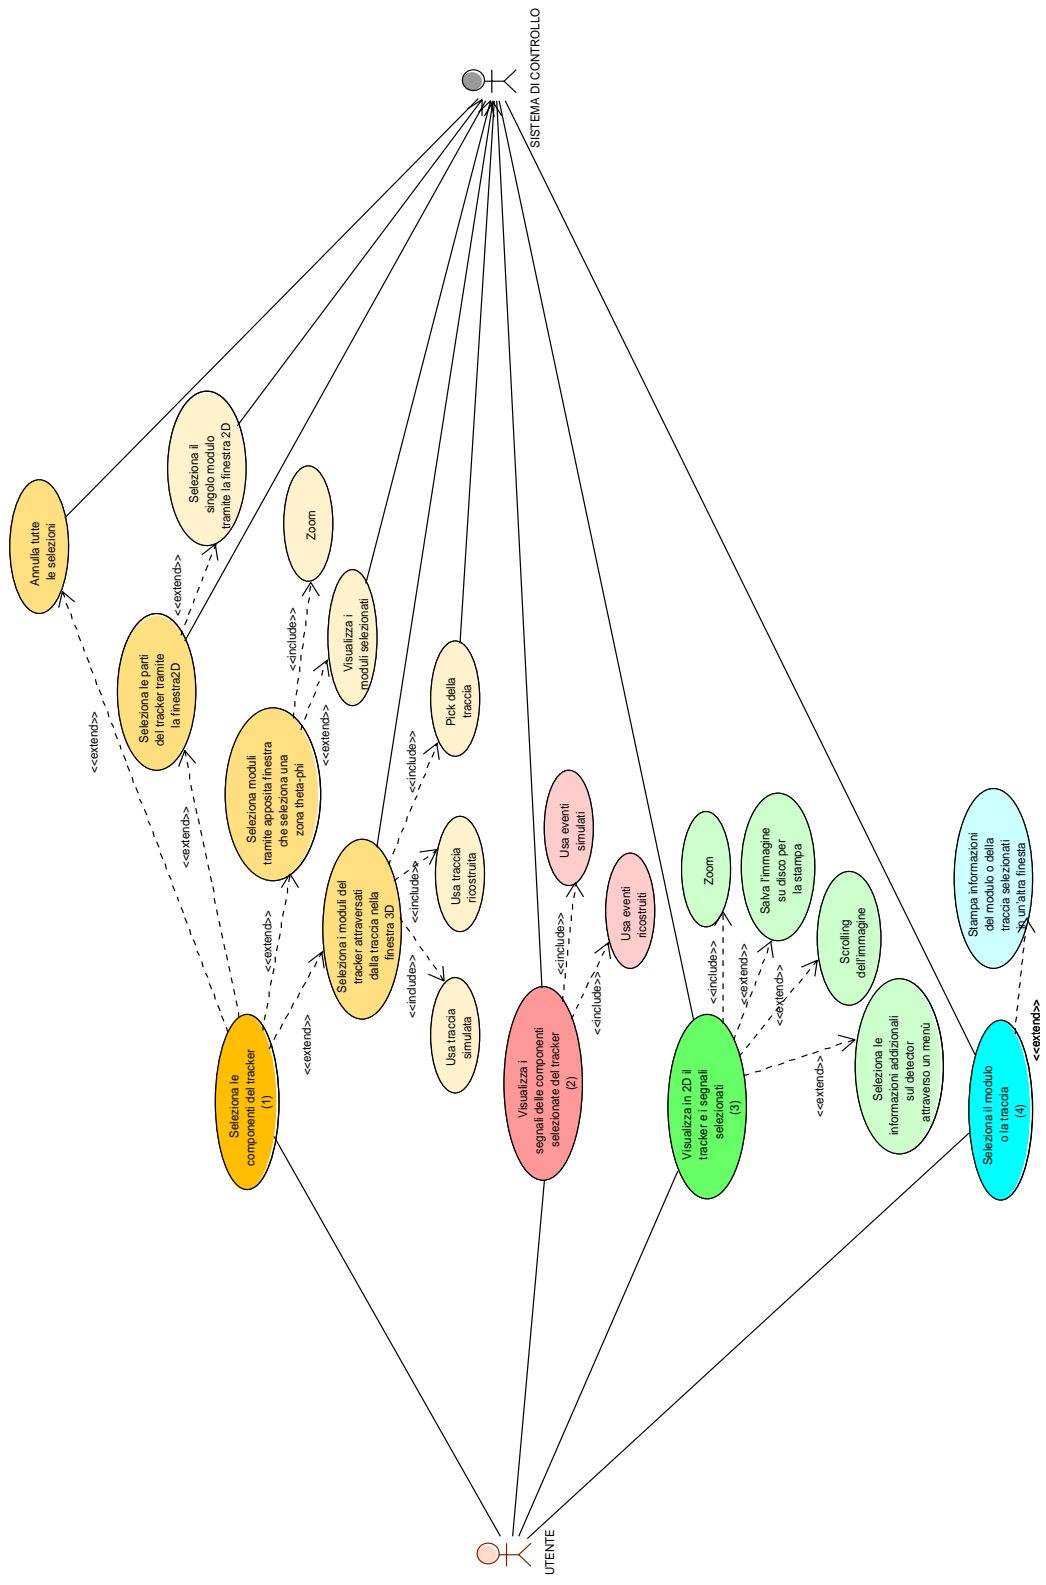 SISTEMA DI CONTROLLO
UTENTE
Annulla tutte
le selezioni
<<extend>>
Seleziona il
singolo modulo
tramite la finestra 2D
<<extend>>
Seleziona le parti
del tracker tramite
la finestra2D
<<extend>>
Zoom
<<include>>
Visualizza i
moduli selezionati
<<extend>>
Seleziona moduli
tramite apposita finestra
che seleziona una
zona theta-phi
<<extend>>
Pick della
traccia
<<include>>
Usa traccia
ricostruita
<<include>>
Usa traccia
simulata
<<include>>
Seleziona i moduli del
tracker attraversati
dalla traccia nella
finestra 3D
<<extend>>
Seleziona le
componenti del tracker
(1)
Usa eventi
simulati
<<include>>
Usa eventi
ricostruiti
<<include>>
Visualizza i
segnali delle componenti
selezionate del tracker
(2)
Zoom
<<include>>
Salva l'immagine
su disco per
la stampa
<<extend>>
Scrolling
dell'immagine
<<extend>>
Seleziona le
informazioni addizionali
sul detector
attraverso un menù
<<extend>>
Visualizza in 2D il
tracker e i segnali
selezionati
(3)
Stampa informazioni
del modulo o della
traccia selezionati
in un'altra finesta
<<extend>>
Seleziona il modulo
o la traccia
(4)